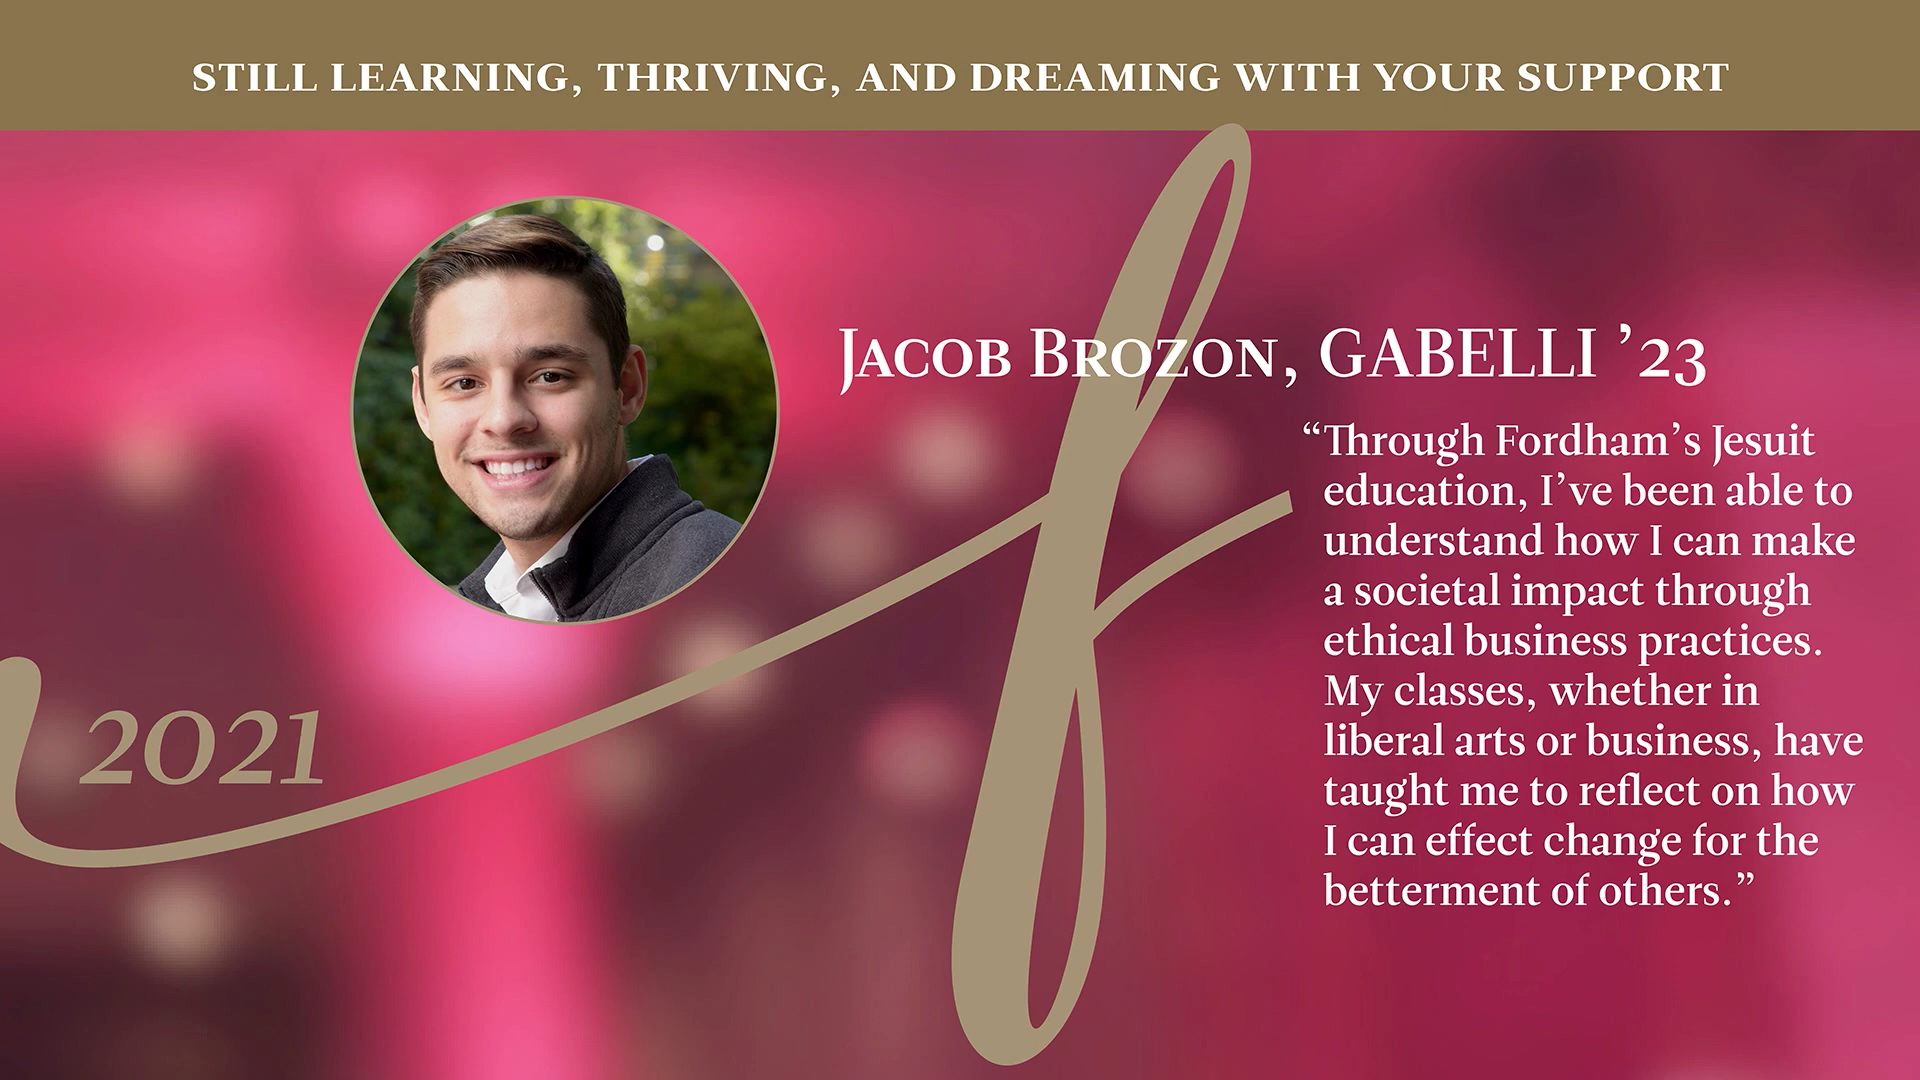 STILL LEARNING, THRIVING, AND DREAMING WITH YOUR SUPPORT
JACOB BROZON, GABELLI ’23
“Through Fordham’s Jesuit
education, I’ve been able to
understand how I can make
a societal impact through
ethical business practices.
My classes, whether in
liberal arts or business, have
taught me to reflect on how
I can effect change for the
betterment of others.”
2021
f